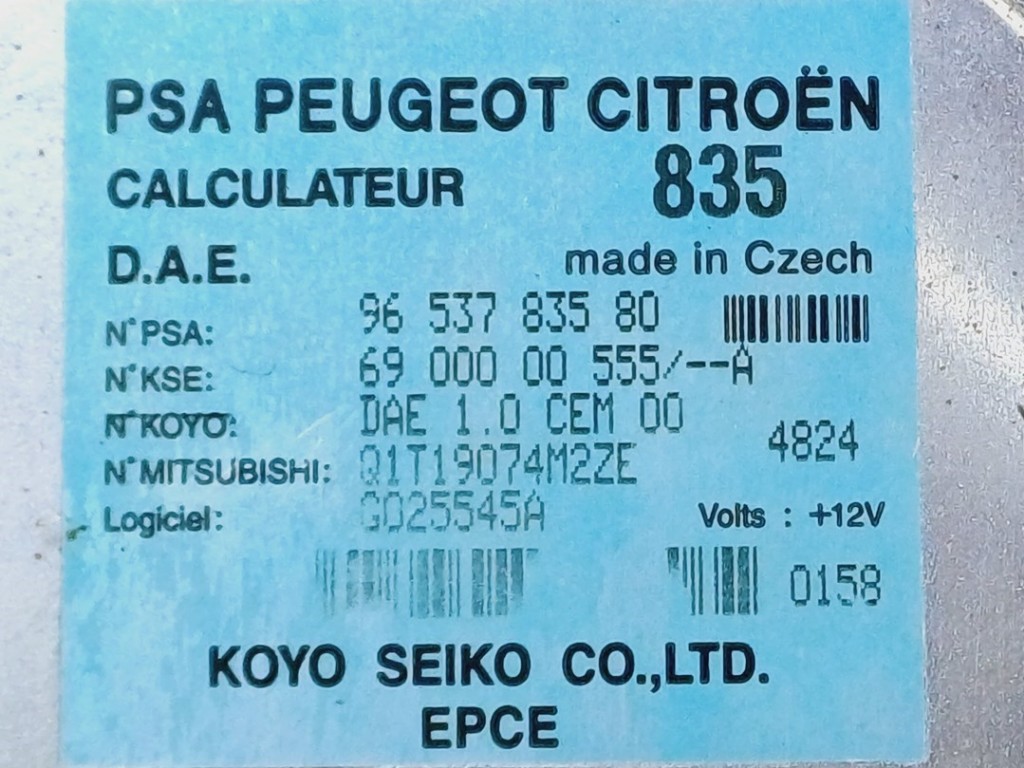 PSA PEUGEOT CITROËN
CALCULATEUR 835
D.A.E. made in Czech
N° PSA: 96 537 835 80
N° KSE: 69 000 00 555/--A
N° KOYO: DAE 1.0 CEM 00
4824
N° MITSUBISHI: Q1T19074M2ZE
Logiciel: G025545A Volts : +12V
0158
KOYO SEIKO CO.,LTD.
EPCE